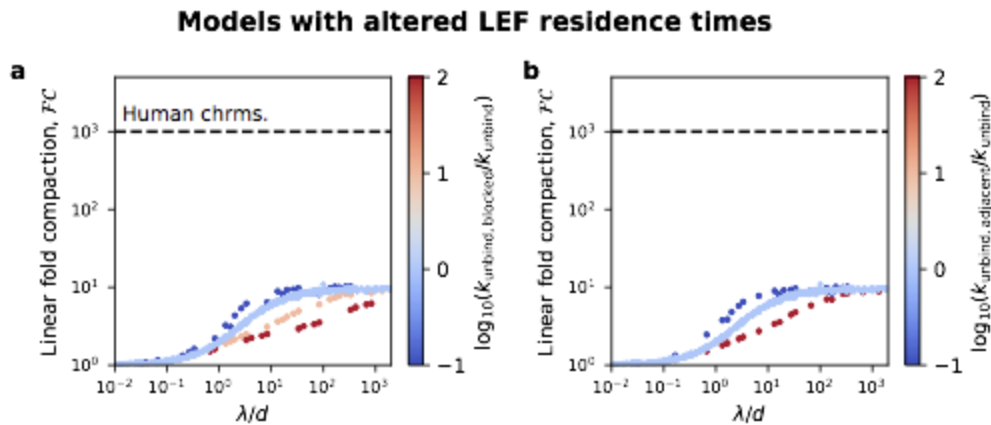 Models with altered LEF residence times
a
Linear fold compaction, ℱ𝒞
10³
10²
10¹
10⁰
Human chrms.
10⁻² 10⁻¹ 10⁰ 10¹ 10² 10³
λ/d
2
1
0
−1
log₁₀(k_unbind, blocked/k_unbind)
b
Linear fold compaction, ℱ𝒞
10³
10²
10¹
10⁰
10⁻² 10⁻¹ 10⁰ 10¹ 10² 10³
λ/d
2
1
0
−1
log₁₀(k_unbind, adjacent/k_unbind)